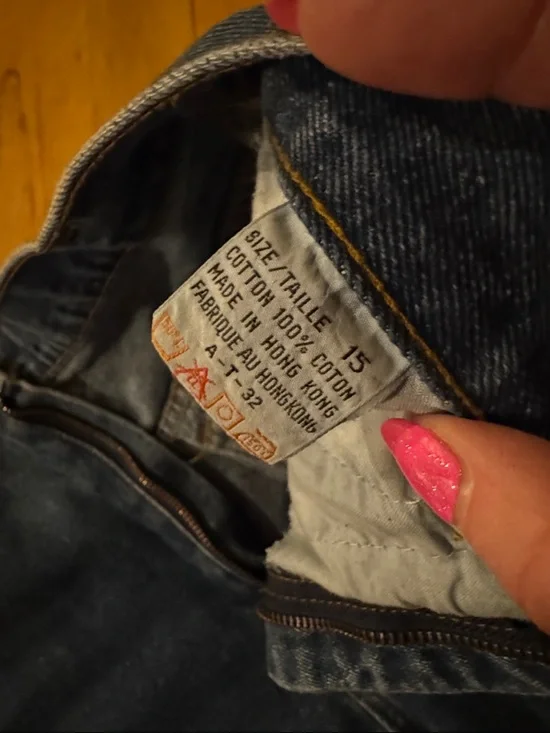 SIZE/TAILLE 15
COTTON 100% COTON
MADE IN HONG KONG
FABRIQUE AU HONGKONG
A-T-32